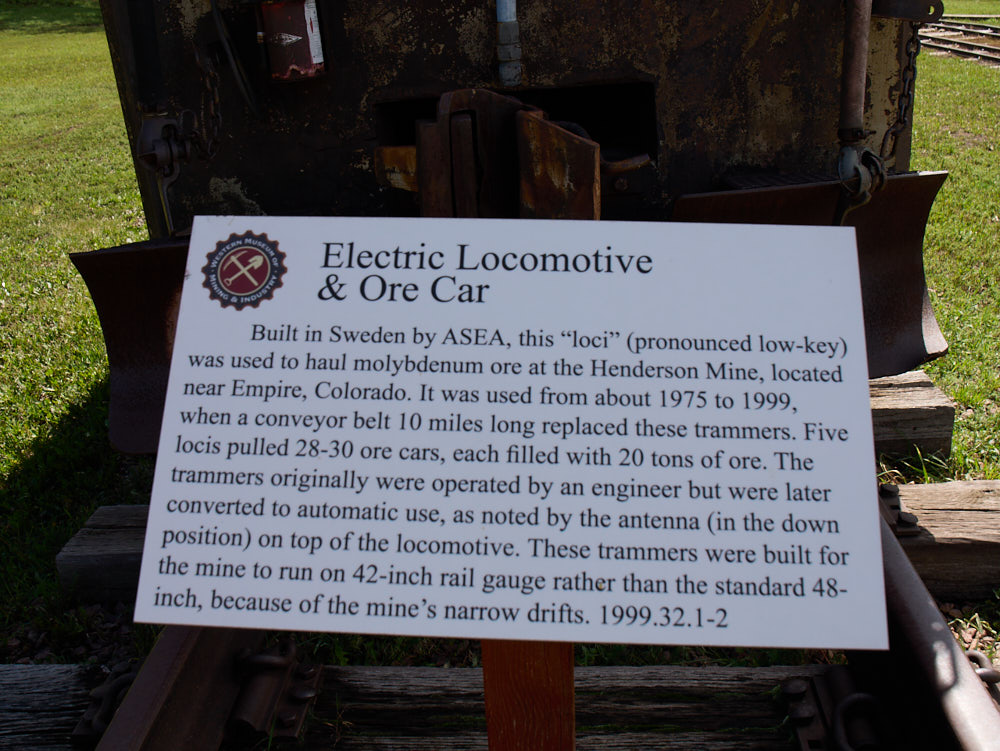 WESTERN MUSEUM OF
MINING & INDUSTRY
Electric Locomotive
& Ore Car
Built in Sweden by ASEA, this “loci” (pronounced low-key)
was used to haul molybdenum ore at the Henderson Mine, located
near Empire, Colorado. It was used from about 1975 to 1999,
when a conveyor belt 10 miles long replaced these trammers. Five
locis pulled 28-30 ore cars, each filled with 20 tons of ore. The
trammers originally were operated by an engineer but were later
converted to automatic use, as noted by the antenna (in the down
position) on top of the locomotive. These trammers were built for
the mine to run on 42-inch rail gauge rather than the standard 48-
inch, because of the mine’s narrow drifts. 1999.32.1-2